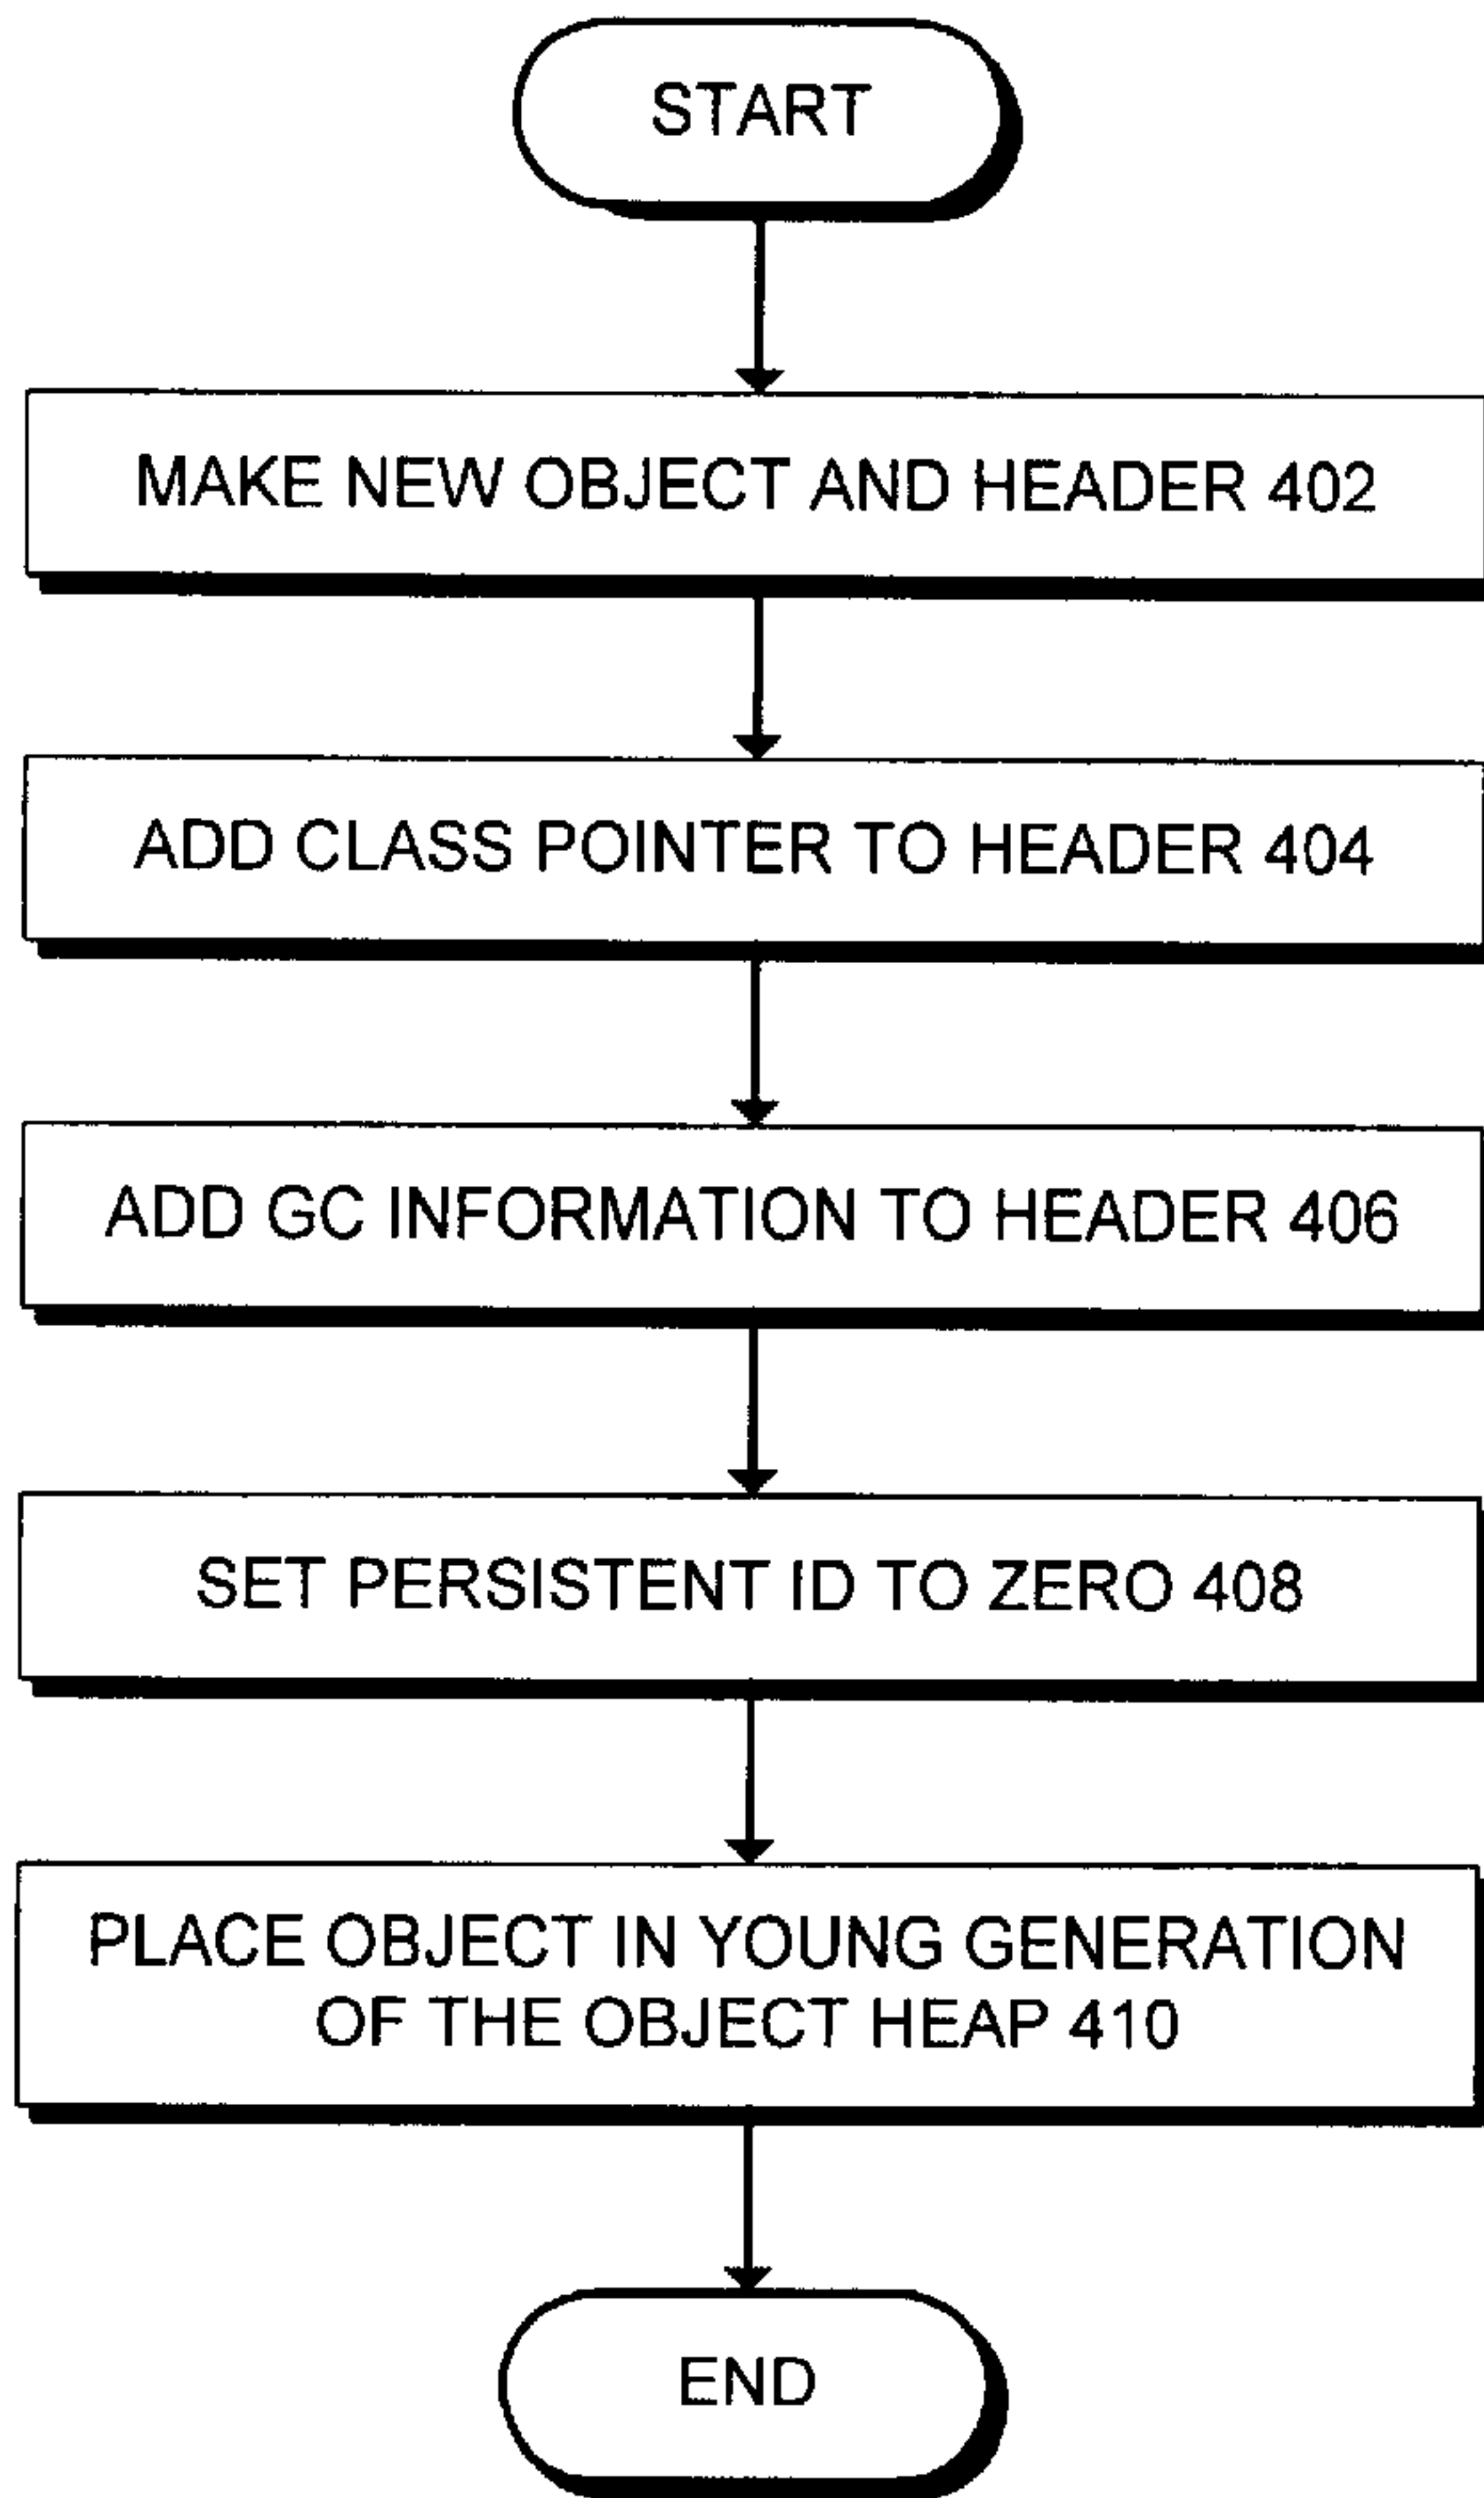 START
MAKE NEW OBJECT AND HEADER 402
ADD CLASS POINTER TO HEADER 404
ADD GC INFORMATION TO HEADER 406
SET PERSISTENT ID TO ZERO 408
PLACE OBJECT IN YOUNG GENERATION
OF THE OBJECT HEAP 410
END